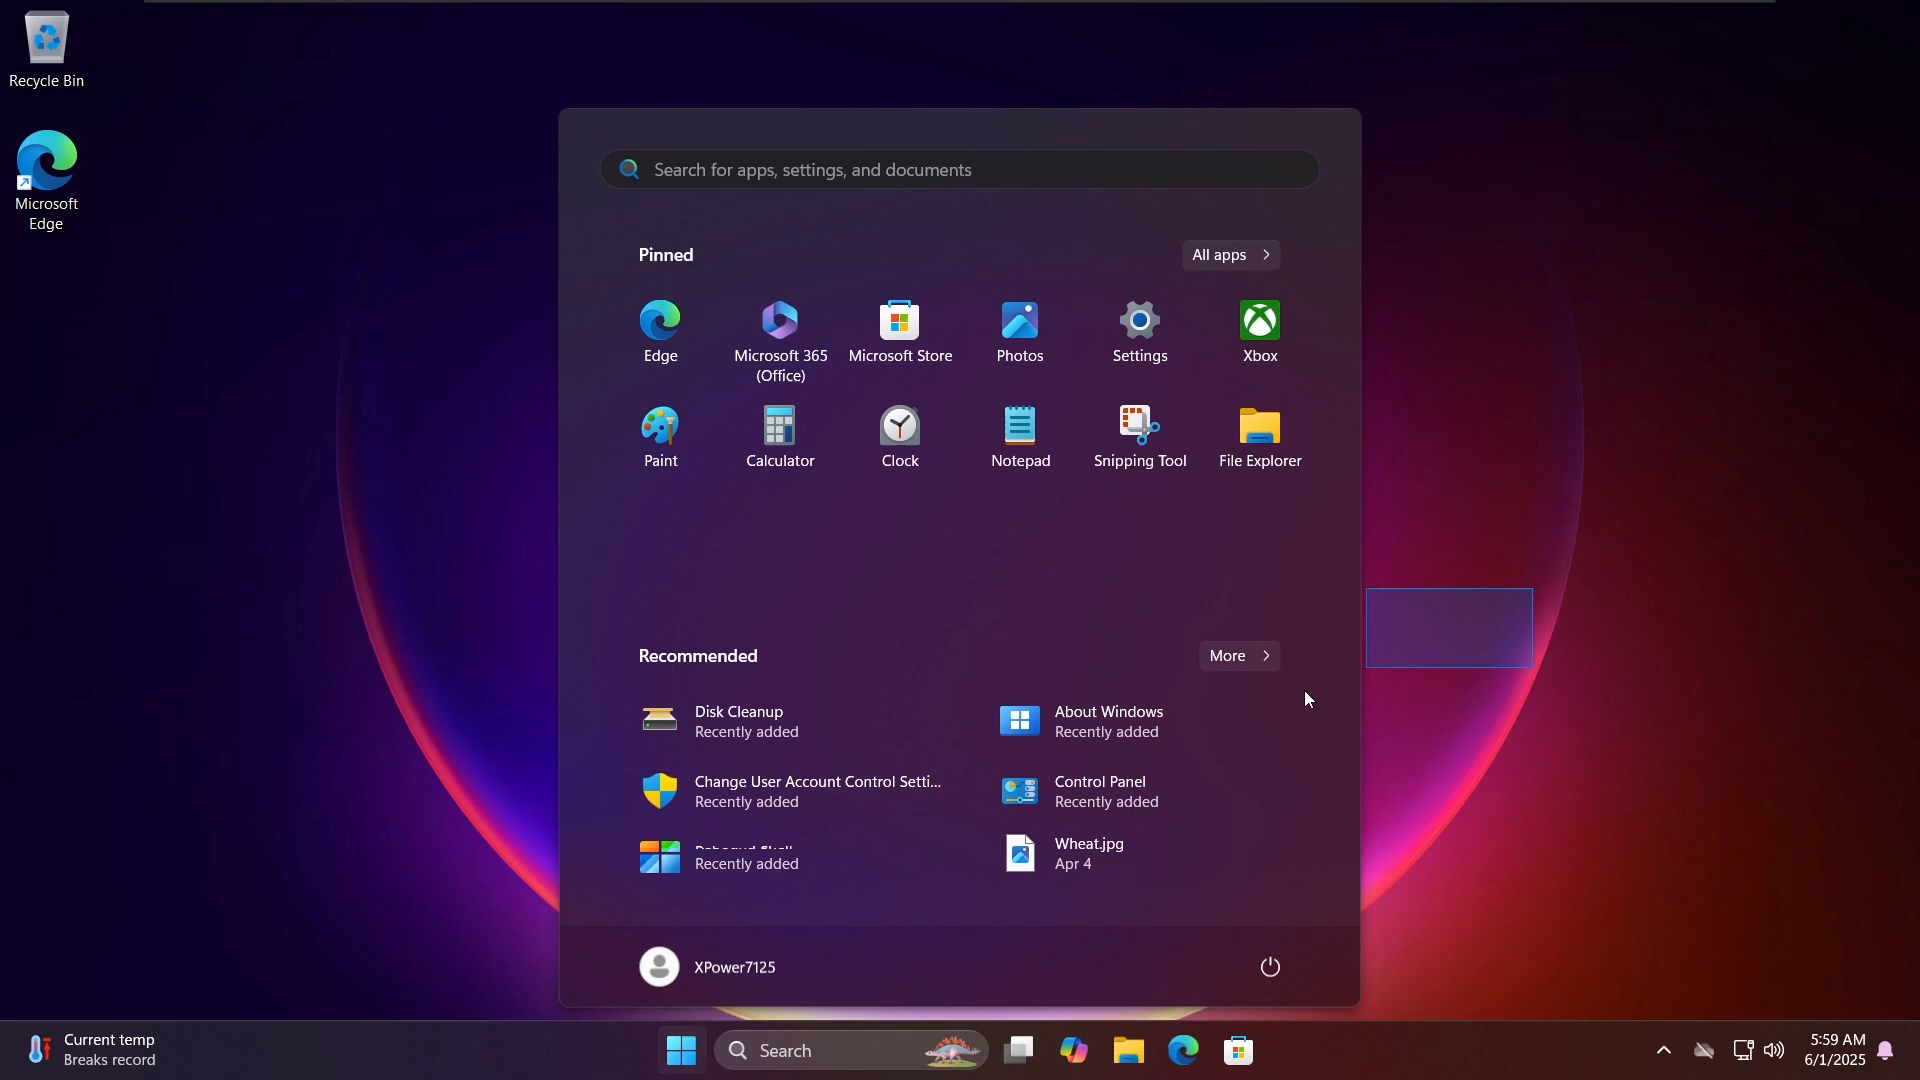 Recycle Bin
Microsoft
Edge
Search for apps, settings, and documents
Pinned
All apps
Edge
Microsoft 365
(Office)
Microsoft Store
Photos
Settings
Xbox
Paint
Calculator
Clock
Notepad
Snipping Tool
File Explorer
Recommended
More
Disk Cleanup
Recently added
About Windows
Recently added
Change User Account Control Setti...
Recently added
Control Panel
Recently added
Recently added
Wheat.jpg
Apr 4
XPower7125
Current temp
Breaks record
Search
5:59 AM
6/1/2025